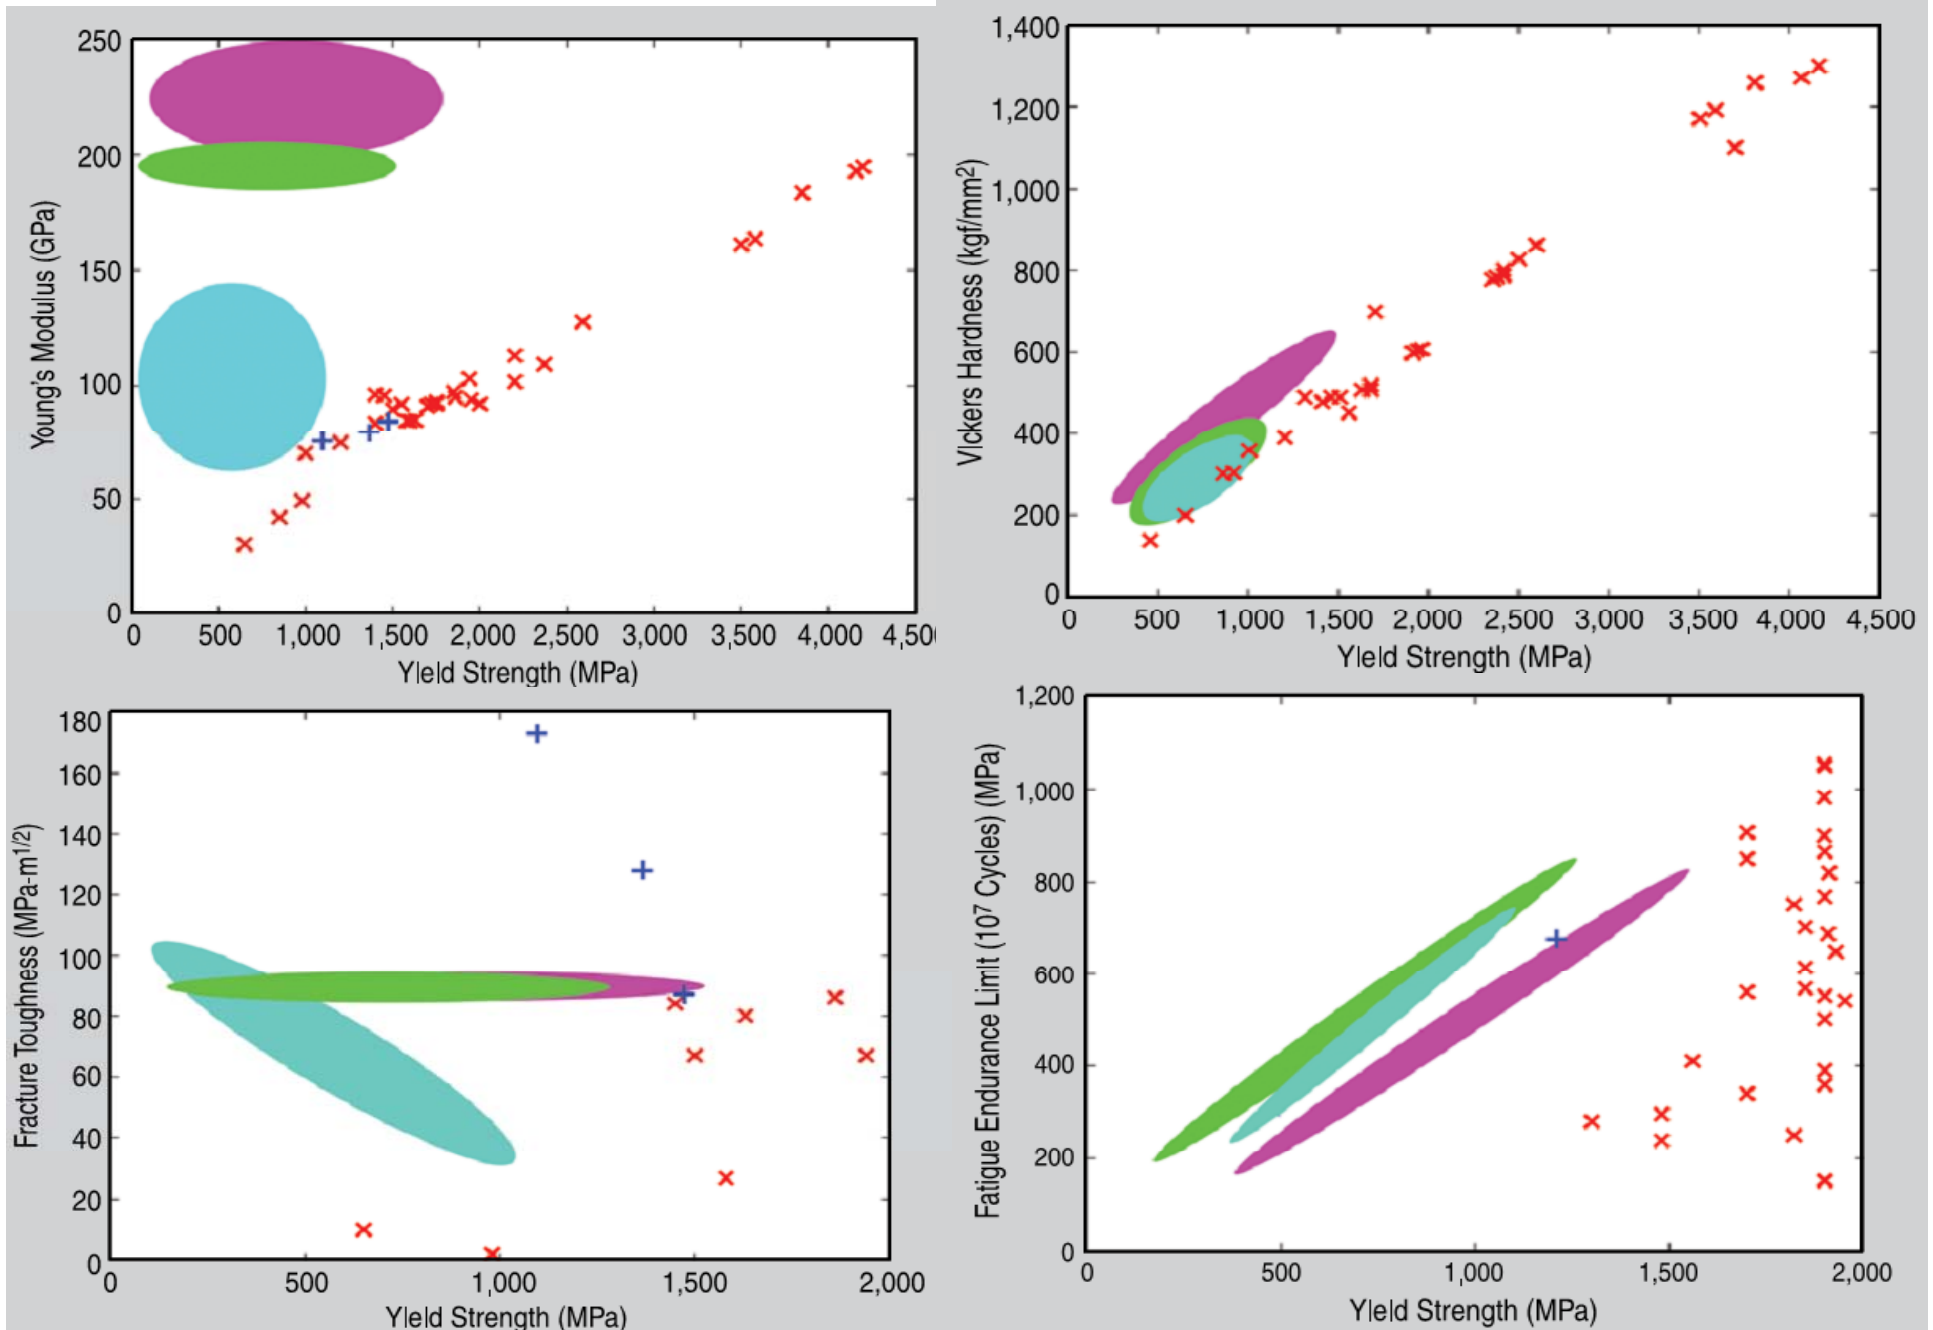 250
200
150
100
50
0
Young's Modulus (GPa)
0 500 1,000 1,500 2,000 2,500 3,000 3,500 4,000 4,50
Yield Strength (MPa)
1,400
1,200
1,000
800
600
400
200
0
Vickers Hardness (kgf/mm²)
0 500 1,000 1,500 2,000 2,500 3,000 3,500 4,000 4,500
Yield Strength (MPa)
180
160
140
120
100
80
60
40
20
0
Fracture Toughness (MPa-m1/2)
0 500 1,000 1,500 2,000
Yield Strength (MPa)
1,200
1,000
800
600
400
200
0
Fatigue Endurance Limit (10⁷ Cycles) (MPa)
0 500 1,000 1,500 2,000
Yield Strength (MPa)